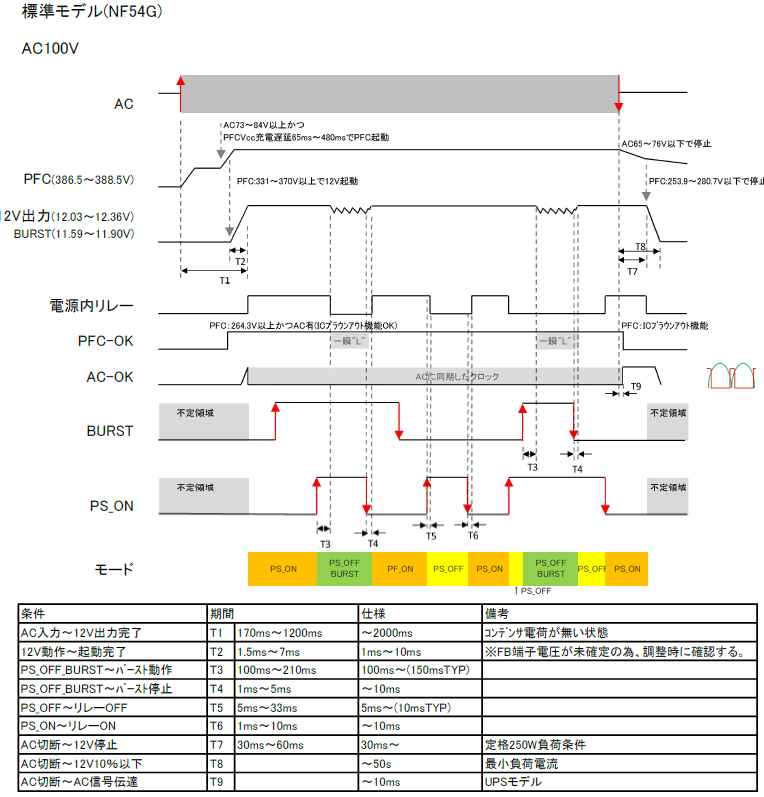 標準モデル(NF54G)
AC100V
AC
AC73～84V以上かつ
PFCVcc充電遅延65ms～480msでPFC起動
AC65～76V以下で停止
PFC(386.5～388.5V)
PFC:331～370V以上で12V起動
PFC:253.9～280.7V以下で停止
12V出力(12.03～12.36V)
BURST(11.59～11.90V)
T2
T1
T8
T7
電源内リレー
PFC:264.3V以上かつAC有(ICブラウンアウト機能OK)
PFC:ICブラウンアウト機能
PFC-OK
一瞬"L"
一瞬"L"
AC-OK
ACに同期したクロック
T9
不定領域
不定領域
BURST
T3
T4
不定領域
不定領域
PS_ON
T3
T4
T5
T6
モード
PS_ON
PS_OFF
BURST
PF_ON
PS_OFF
PS_ON
PS_OFF
BURST
PS_OFF
PS_ON
↑PS_OFF
条件 期間 仕様 備考
AC入力～12V出力完了 T1 170ms～1200ms ～2000ms ｺﾝﾃﾞﾝｻ電荷が無い状態
12V動作～起動完了 T2 1.5ms～7ms 1ms～10ms ※FB端子電圧が未確定の為、調整時に確認する。
PS_OFF_BURST～ﾊﾞｰｽﾄ動作 T3 100ms～210ms 100ms～(150msTYP)
PS_OFF_BURST～ﾊﾞｰｽﾄ停止 T4 1ms～5ms ～10ms
PS_OFF～リレーOFF T5 5ms～33ms 5ms～(10msTYP)
PS_ON～リレーON T6 1ms～10ms ～10ms
AC切断～12V停止 T7 30ms～60ms 30ms～ 定格250W負荷条件
AC切断～12V10%以下 T8 ～50s 最小負荷電流
AC切断～AC信号伝達 T9 ～10ms UPSモデル